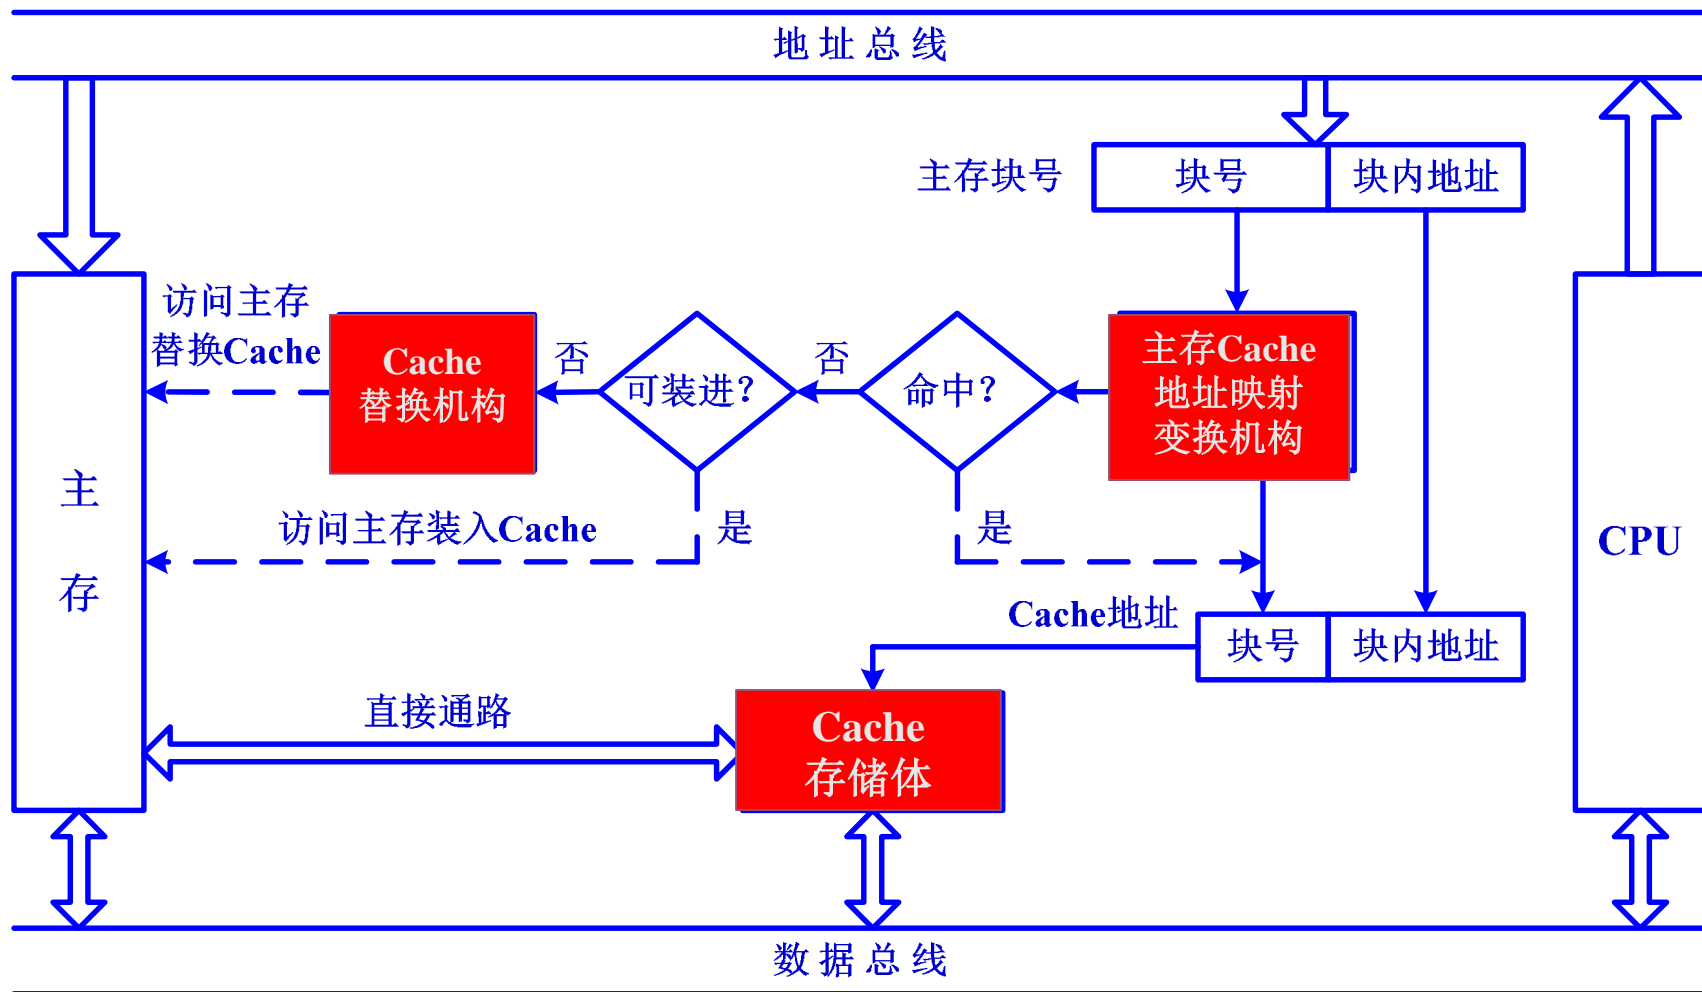 地址总线
主存块号
块号
块内地址
访问主存
替换Cache
Cache
替换机构
否
可装进？
否
命中？
主存Cache
地址映射
变换机构
主
存
访问主存装入Cache
是
是
CPU
Cache地址
块号
块内地址
直接通路
Cache
存储体
数据总线